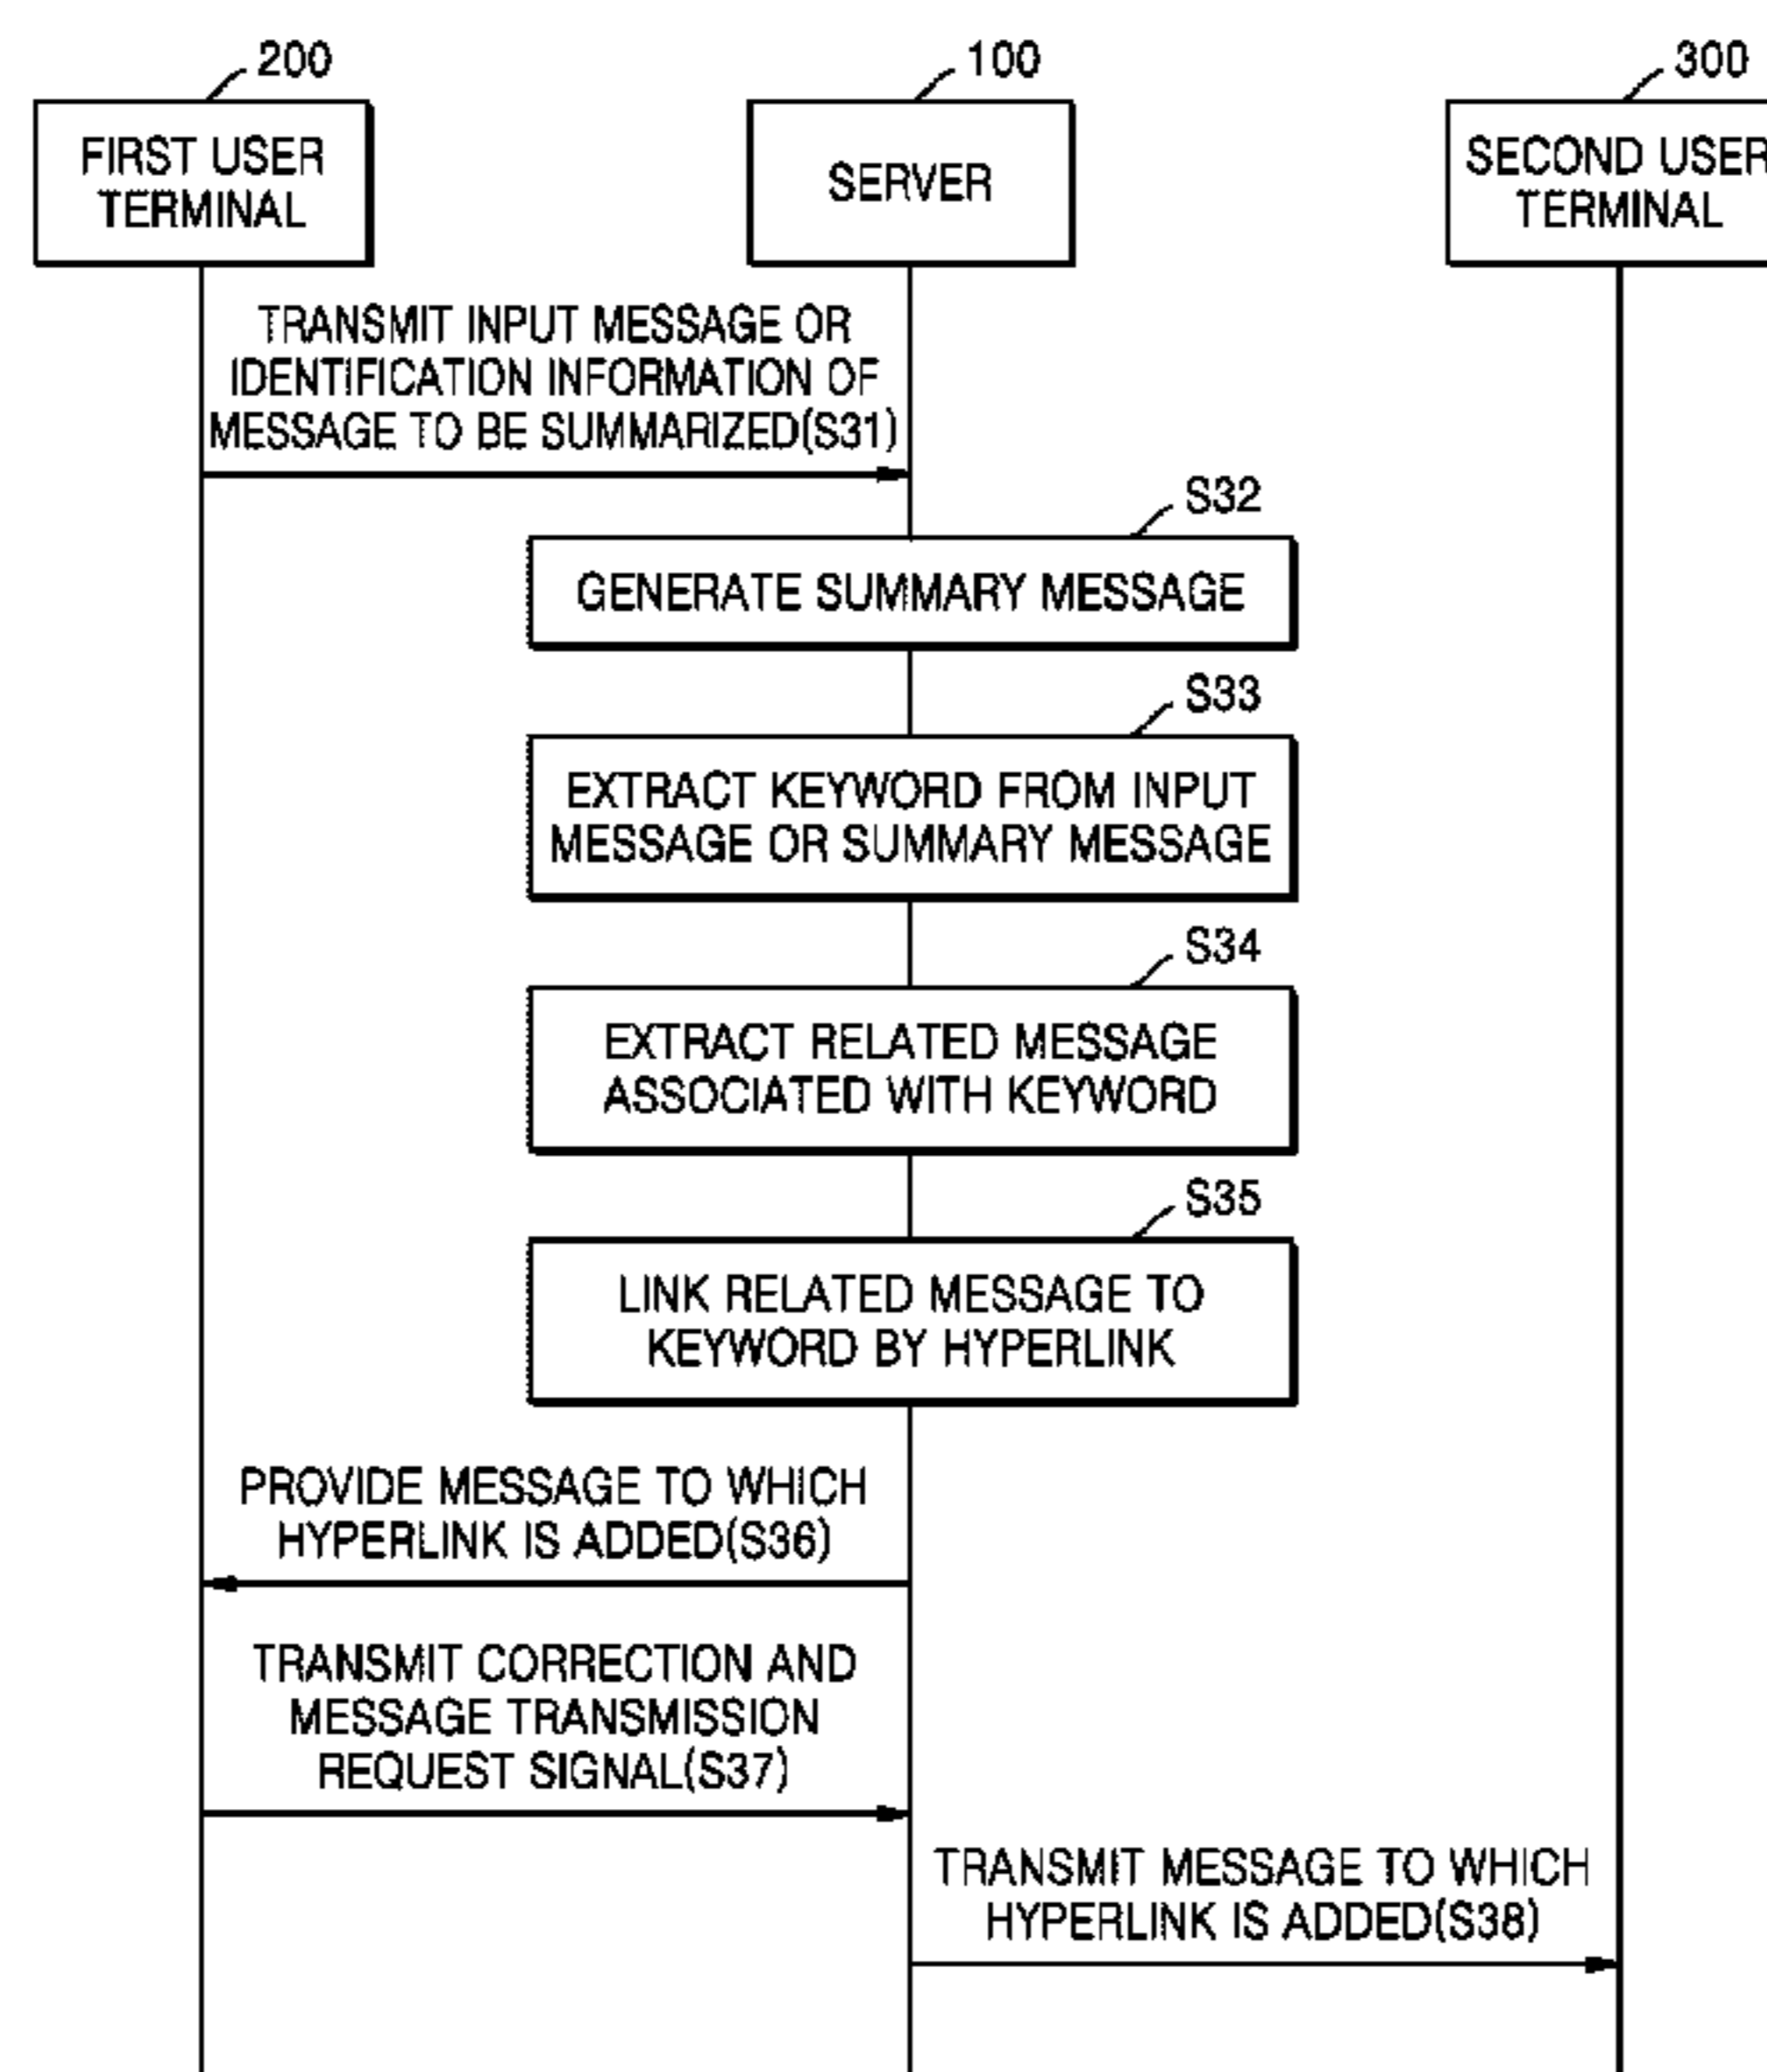 200
100
300
FIRST USER
TERMINAL
SERVER
SECOND USER
TERMINAL
TRANSMIT INPUT MESSAGE OR
IDENTIFICATION INFORMATION OF
MESSAGE TO BE SUMMARIZED(S31)
S32
GENERATE SUMMARY MESSAGE
S33
EXTRACT KEYWORD FROM INPUT
MESSAGE OR SUMMARY MESSAGE
S34
EXTRACT RELATED MESSAGE
ASSOCIATED WITH KEYWORD
S35
LINK RELATED MESSAGE TO
KEYWORD BY HYPERLINK
PROVIDE MESSAGE TO WHICH
HYPERLINK IS ADDED(S36)
TRANSMIT CORRECTION AND
MESSAGE TRANSMISSION
REQUEST SIGNAL(S37)
TRANSMIT MESSAGE TO WHICH
HYPERLINK IS ADDED(S38)